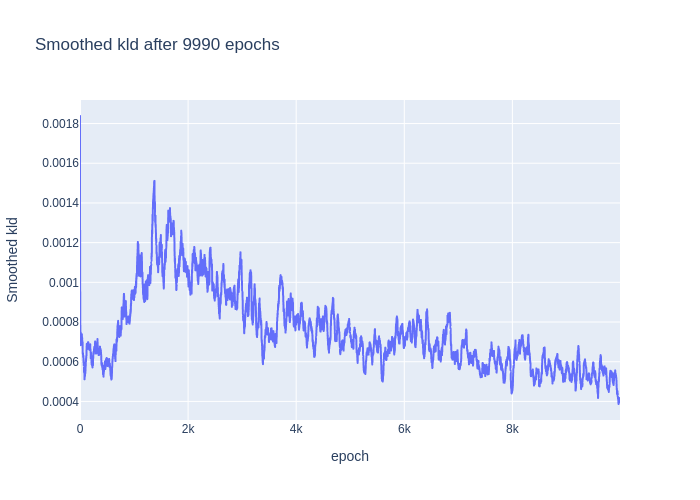 Smoothed kld after 9990 epochs
0.0018
0.0016
0.0014
0.0012
0.001
0.0008
0.0006
0.0004
Smoothed kld
0 2k 4k 6k 8k
epoch